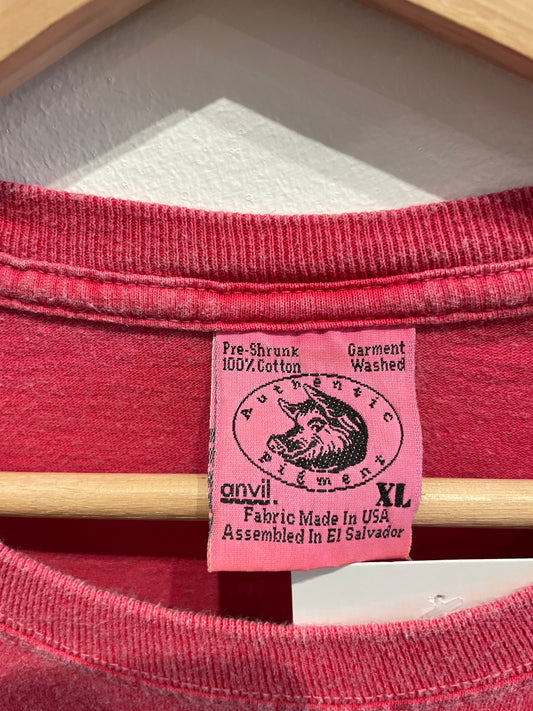 Pre-Shrunk Garment
100% Cotton Washed
Authentic
Pigment
anvil. XL
Fabric Made In USA
Assembled In El Salvador